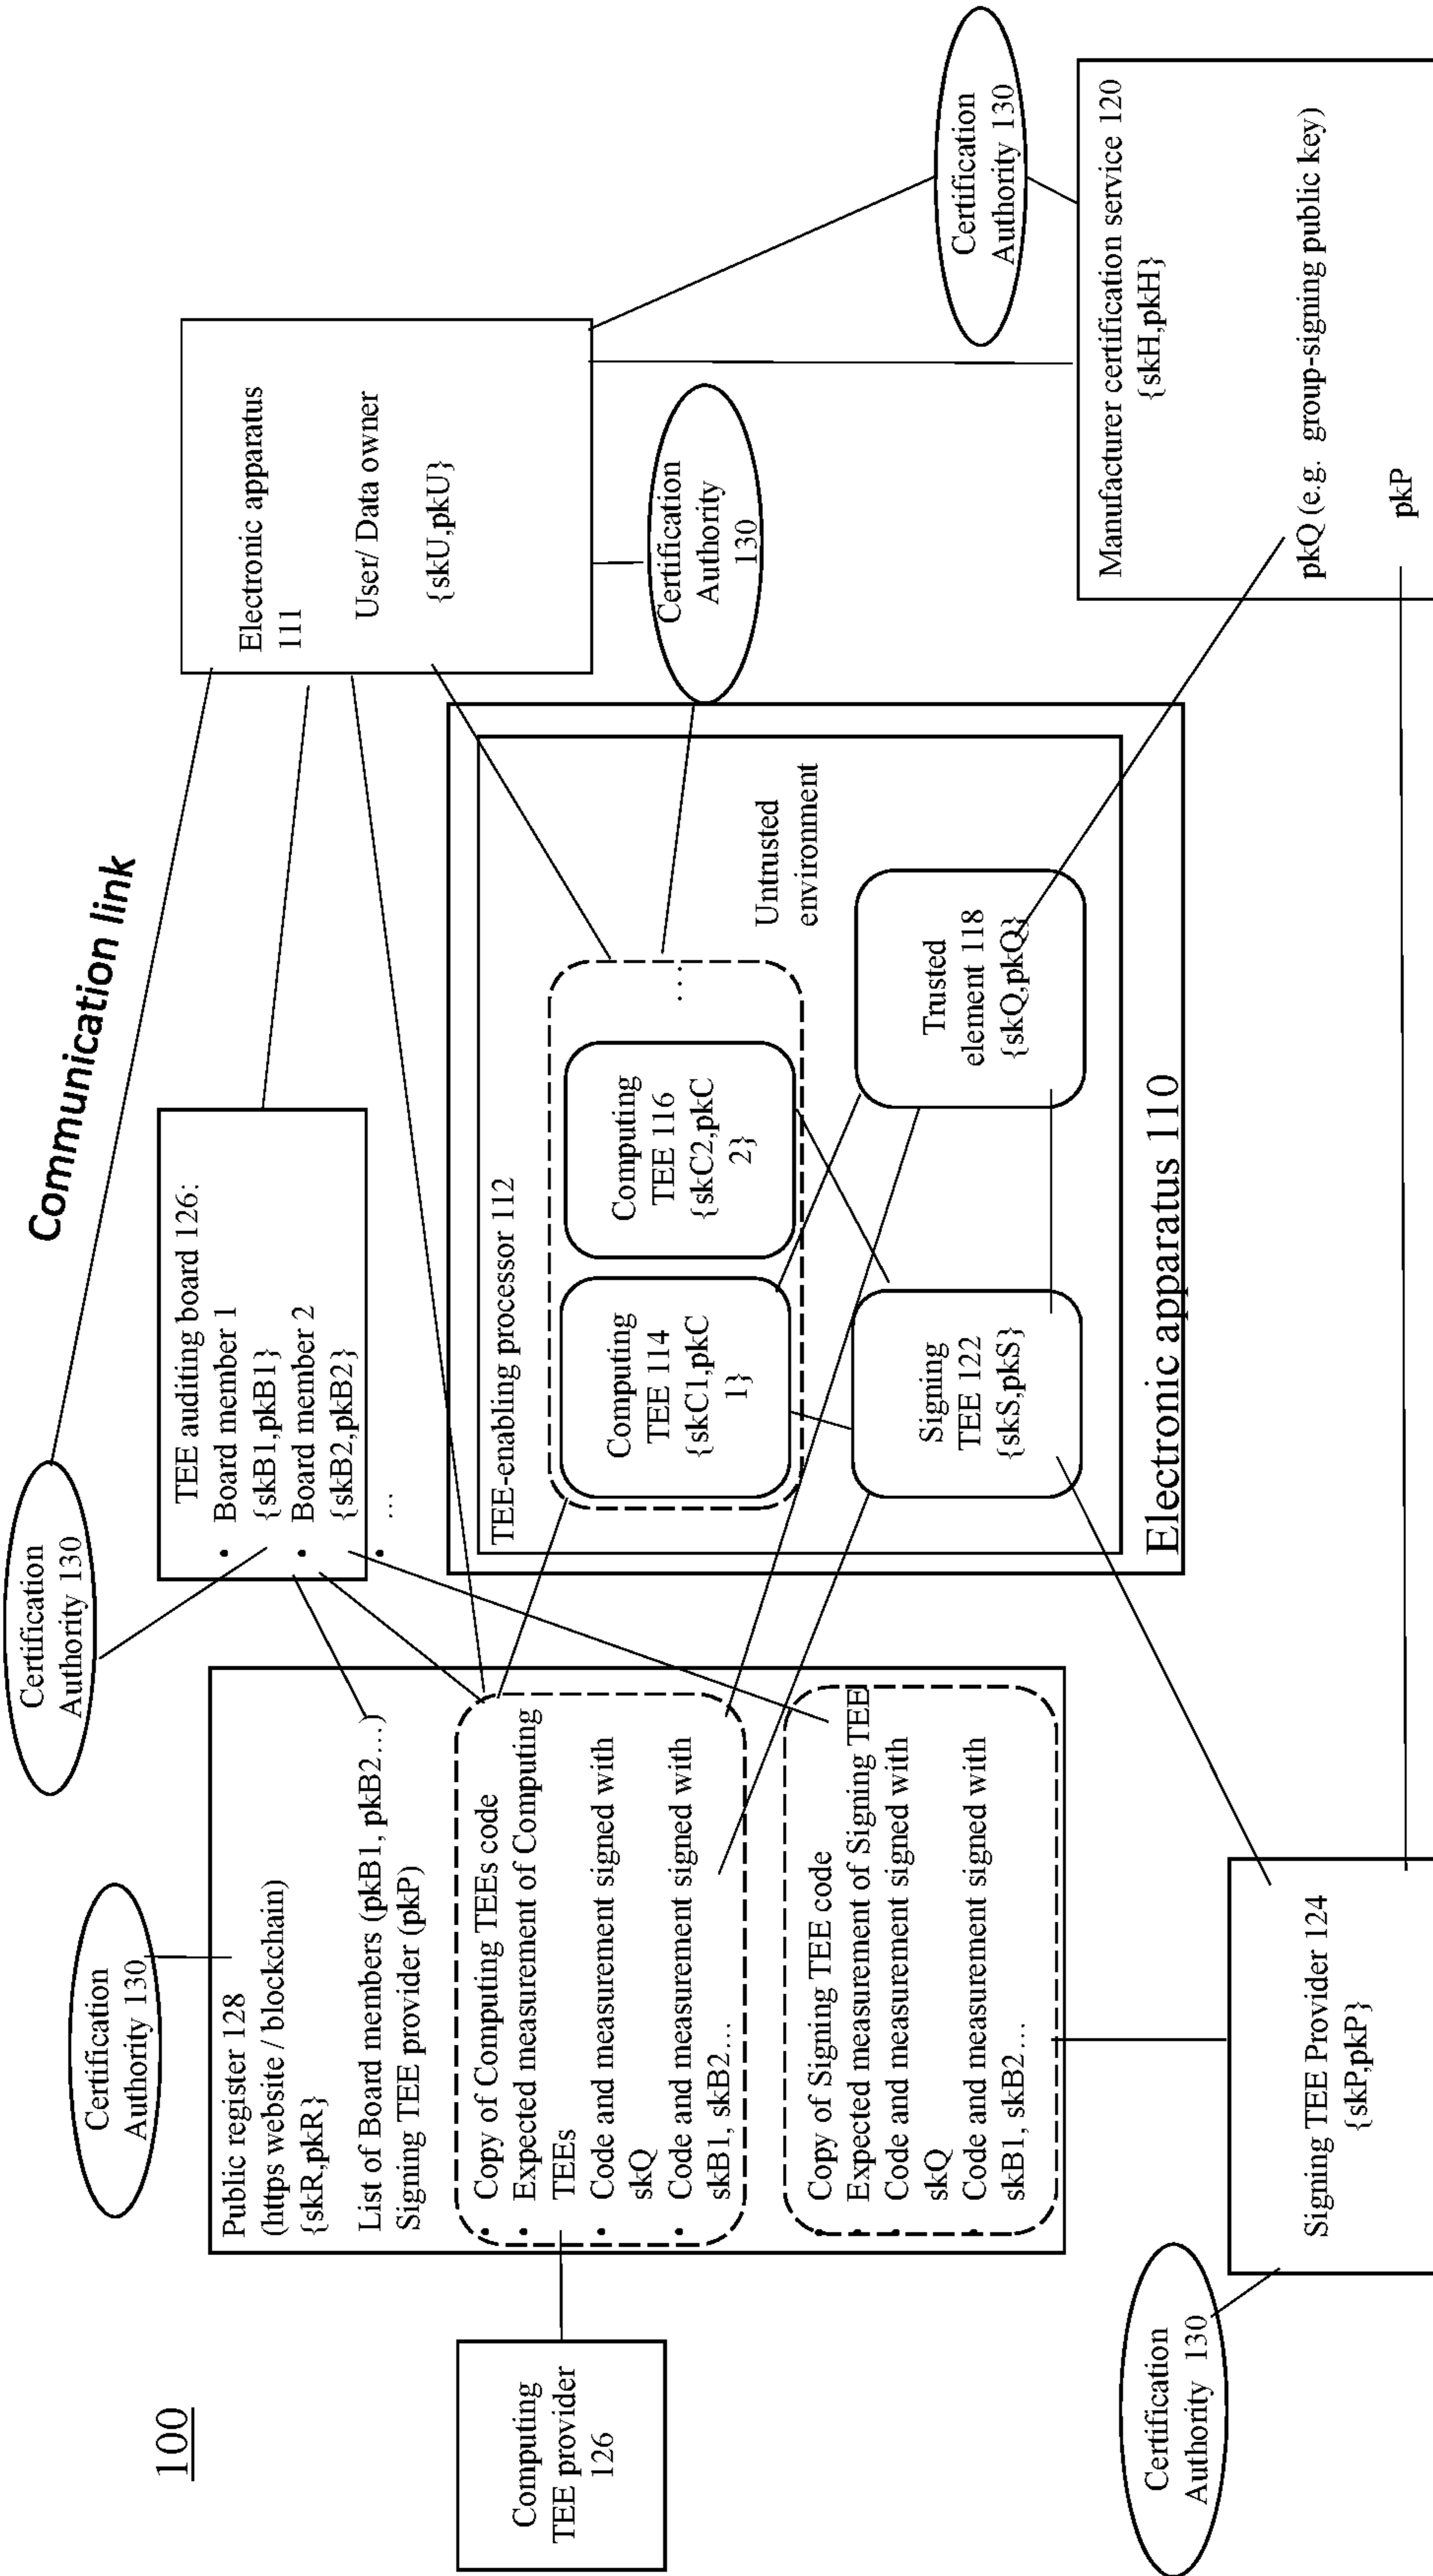 100
Communication link
Certification
Authority 130
Public register 128
(https website / blockchain)
{skR,pkR}
List of Board members (pkB1, pkB2…)
Signing TEE provider (pkP)
• Copy of Computing TEEs code
• Expected measurement of Computing
TEEs
• Code and measurement signed with
skQ
• Code and measurement signed with
skB1, skB2…
• Copy of Signing TEE code
• Expected measurement of Signing TEE
• Code and measurement signed with
skQ
• Code and measurement signed with
skB1, skB2…
Computing
TEE provider
126
Certification
Authority 130
TEE auditing board 126:
• Board member 1
{skB1,pkB1}
• Board member 2
{skB2,pkB2}
• …
Electronic apparatus
111
User/ Data owner
{skU,pkU}
Certification
Authority
130
TEE-enabling processor 112
Computing
TEE 114
{skC1,pkC
1}
Computing
TEE 116
{skC2,pkC
2}
….
Untrusted
environment
Signing
TEE 122
{skS,pkS}
Trusted
element 118
{skQ,pkQ}
Electronic apparatus 110
Certification
Authority 130
Manufacturer certification service 120
{skH,pkH}
pkQ (e.g. group-signing public key)
pkP
Certification
Authority 130
Signing TEE Provider 124
{skP,pkP}